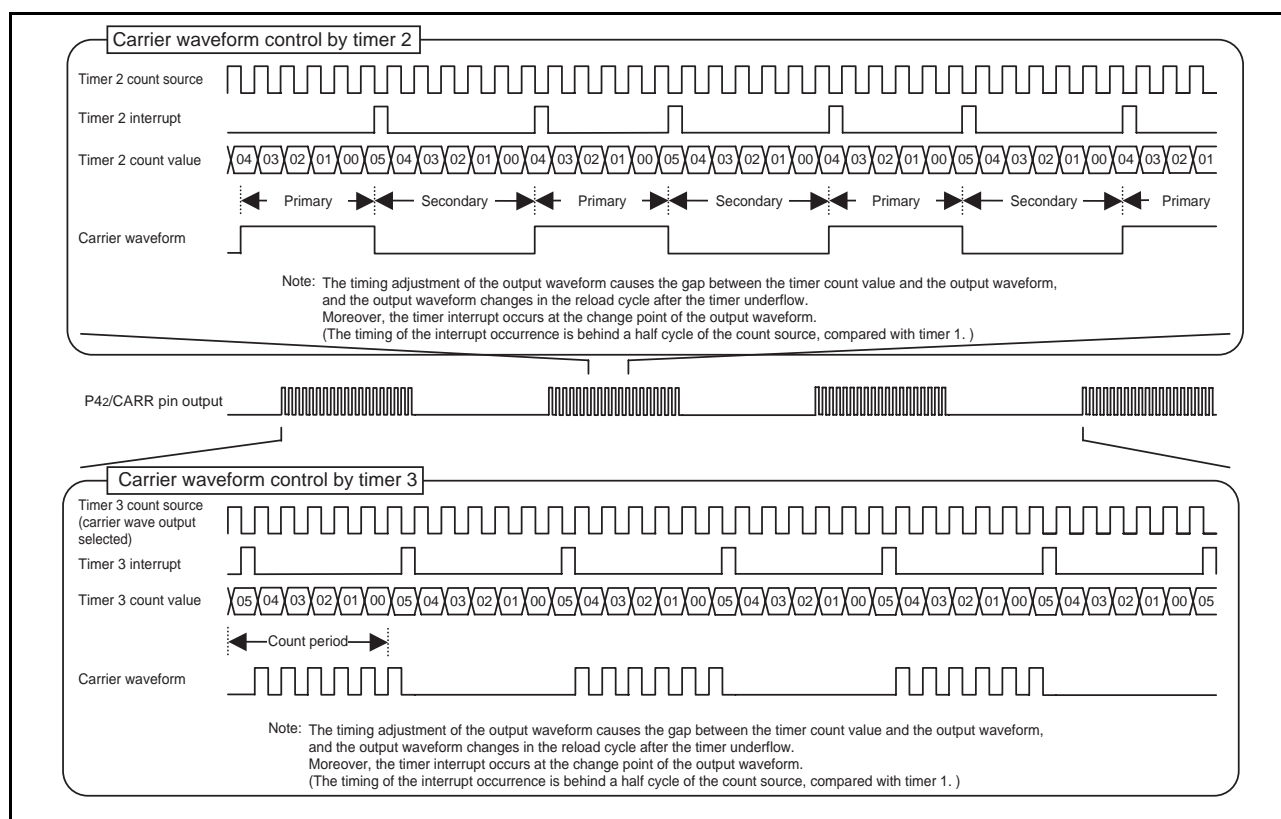 Carrier waveform control by timer 2
Timer 2 count source
Timer 2 interrupt
Timer 2 count value 04 03 02 01 00 05 04 03 02 01 00 04 03 02 01 00 05 04 03 02 01 00 04 03 02 01 00 05 04 03 02 01 00 04 03 02 01
Primary Secondary Primary Secondary Primary Secondary Primary
Carrier waveform
Note: The timing adjustment of the output waveform causes the gap between the timer count value and the output waveform,
and the output waveform changes in the reload cycle after the timer underflow.
Moreover, the timer interrupt occurs at the change point of the output waveform.
(The timing of the interrupt occurrence is behind a half cycle of the count source, compared with timer 1. )
P42/CARR pin output
Carrier waveform control by timer 3
Timer 3 count source
(carrier wave output
selected)
Timer 3 interrupt
Timer 3 count value 05 04 03 02 01 00 05 04 03 02 01 00 05 04 03 02 01 00 05 04 03 02 01 00 05 04 03 02 01 00 05 04 03 02 01 00 05
Count period
Carrier waveform
Note: The timing adjustment of the output waveform causes the gap between the timer count value and the output waveform,
and the output waveform changes in the reload cycle after the timer underflow.
Moreover, the timer interrupt occurs at the change point of the output waveform.
(The timing of the interrupt occurrence is behind a half cycle of the count source, compared with timer 1. )